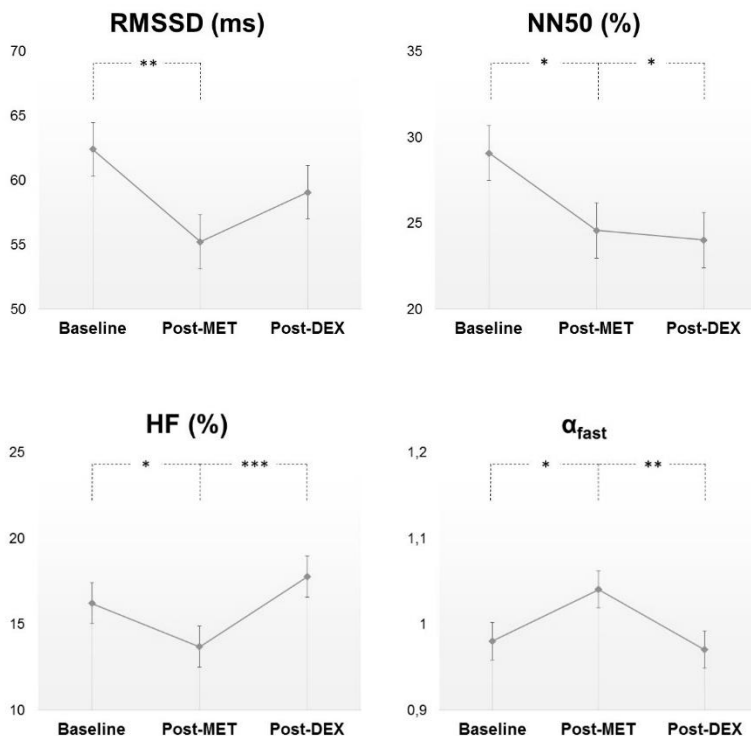 RMSSD (ms)
70
65
60
55
50
**
Baseline Post-MET Post-DEX
NN50 (%)
35
30
25
20
* *
Baseline Post-MET Post-DEX
HF (%)
25
20
15
10
* ***
Baseline Post-MET Post-DEX
αfast
1,2
1,1
1
0,9
* **
Baseline Post-MET Post-DEX